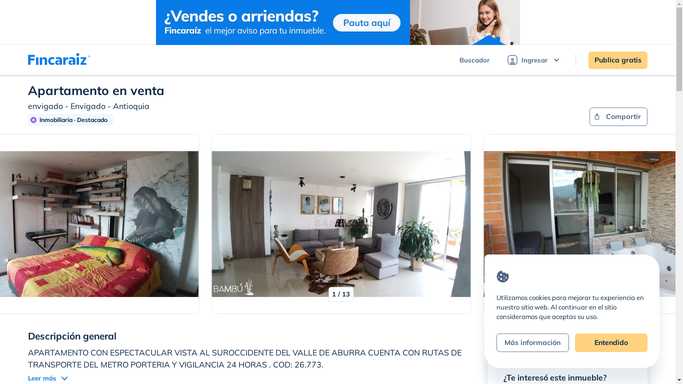 ¿Vendes o arriendas?
Fincaraíz el mejor aviso para tu inmueble.
Pauta aquí
Fincaraíz
Buscador
Ingresar
Publica gratis
Apartamento en venta
envigado - Envigado - Antioquia
Inmobiliaria · Destacado
Compartir
BAMBÚ
1 / 13
Utilizamos cookies para mejorar tu experiencia en
nuestro sitio web. Al continuar en el sitio
consideramos que aceptas su uso.
Más información
Entendido
Descripción general
APARTAMENTO CON ESPECTACULAR VISTA AL SUROCCIDENTE DEL VALLE DE ABURRA CUENTA CON RUTAS DE
TRANSPORTE DEL METRO PORTERIA Y VIGILANCIA 24 HORAS . COD: 26.773.
Leer más
¿Te interesó este inmueble?